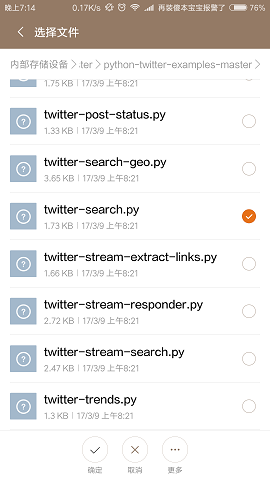 晚上7:14 0.17K/s 再装傻本宝宝报警了 76%
选择文件
内部存储设备 .ter python-twitter-examples-master
1.75 KB 17/3/9 上午8:21
twitter-post-status.py
1.33 KB 17/3/9 上午8:21
twitter-search-geo.py
3.65 KB 17/3/9 上午8:21
twitter-search.py
1.73 KB 17/3/9 上午8:21
twitter-stream-extract-links.py
1.66 KB 17/3/9 上午8:21
twitter-stream-responder.py
2.72 KB 17/3/9 上午8:21
twitter-stream-search.py
2.47 KB 17/3/9 上午8:21
twitter-trends.py
1.3 KB 17/3/9 上午8:21
确定 取消 更多